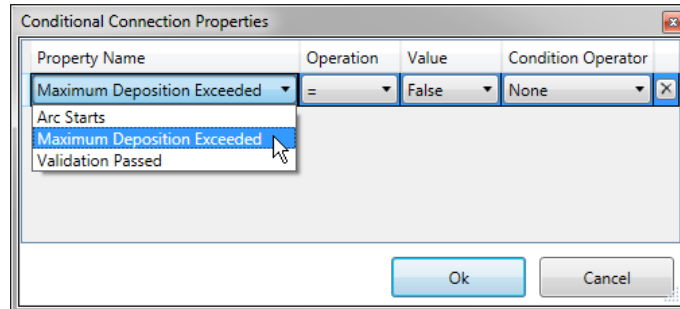 Conditional Connection Properties
Property Name Operation Value Condition Operator
Maximum Deposition Exceeded = False None
Arc Starts
Maximum Deposition Exceeded
Validation Passed
Ok Cancel